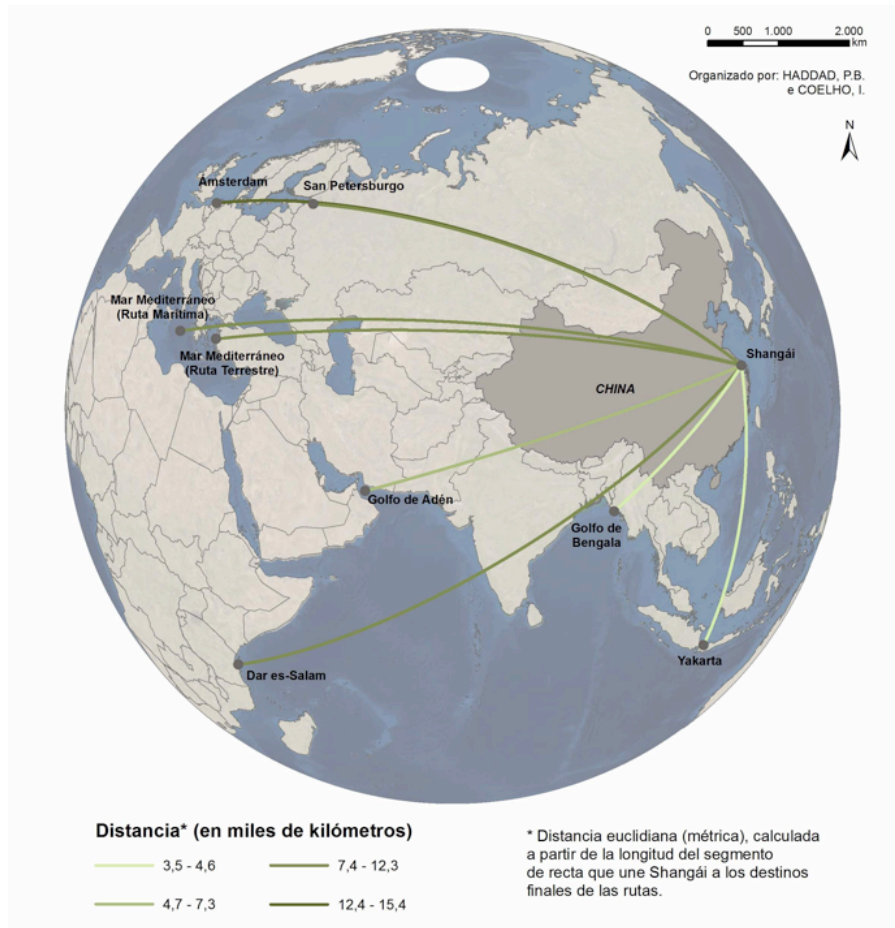 0 500 1.000 2.000
km
Organizado por: HADDAD, P.B.
e COELHO, I.
N
Ámsterdam
San Petersburgo
Mar Mediterráneo
(Ruta Marítima)
Mar Mediterráneo
(Ruta Terrestre)
Shangái
CHINA
Golfo de Adén
Golfo de
Bengala
Yakarta
Dar es-Salam
Distancia* (en miles de kilómetros)
3,5 - 4,6
7,4 - 12,3
4,7 - 7,3
12,4 - 15,4
* Distancia euclidiana (métrica), calculada
a partir de la longitud del segmento
de recta que une Shangái a los destinos
finales de las rutas.